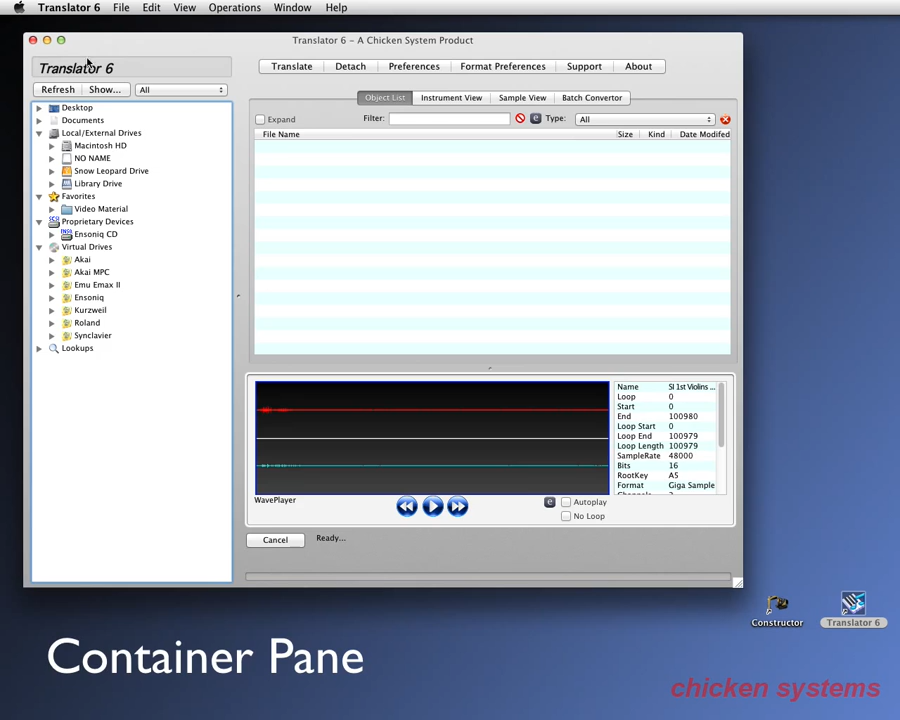 Translator 6 File Edit View Operations Window Help
Translator 6 – A Chicken System Product
Translator 6
Translate Detach Preferences Format Preferences Support About
Refresh Show... All
Object List Instrument View Sample View Batch Convertor
Expand Filter: e Type: All
File Name Size Kind Date Modifed
Desktop
Documents
Local/External Drives
Macintosh HD
NO NAME
Snow Leopard Drive
Library Drive
Favorites
Video Material
Proprietary Devices
Ensoniq CD
Virtual Drives
Akai
Akai MPC
Emu Emax II
Ensoniq
Kurzweil
Roland
Synclavier
Lookups
Name SI 1st Violins ...
Loop 0
Start 0
End 100980
Loop Start 0
Loop End 100979
Loop Length 100979
SampleRate 48000
Bits 16
RootKey A5
Format Giga Sample
WavePlayer
e Autoplay
No Loop
Cancel Ready...
Constructor Translator 6
Container Pane
chicken systems